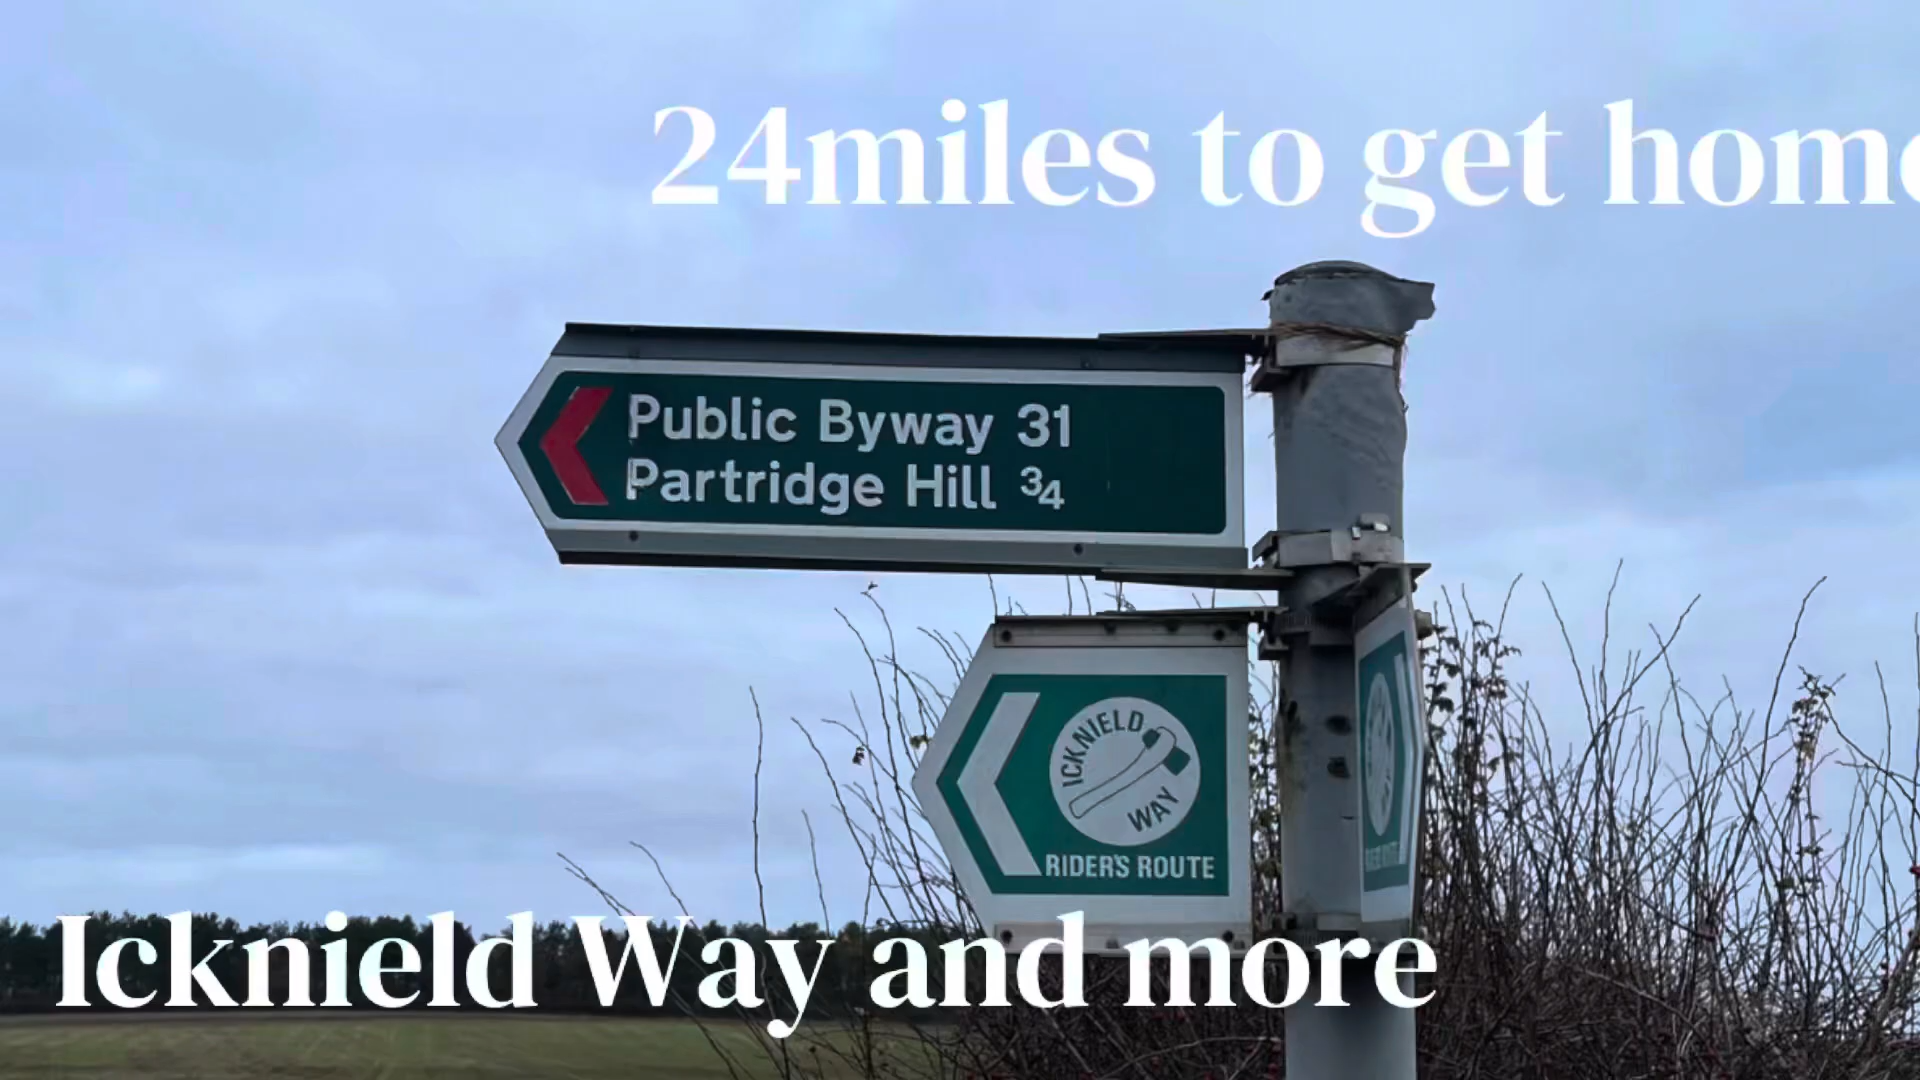 24miles to get home
Public Byway 31
Partridge Hill ¾
ICKNIELD
WAY
RIDER'S ROUTE
Icknield Way and more